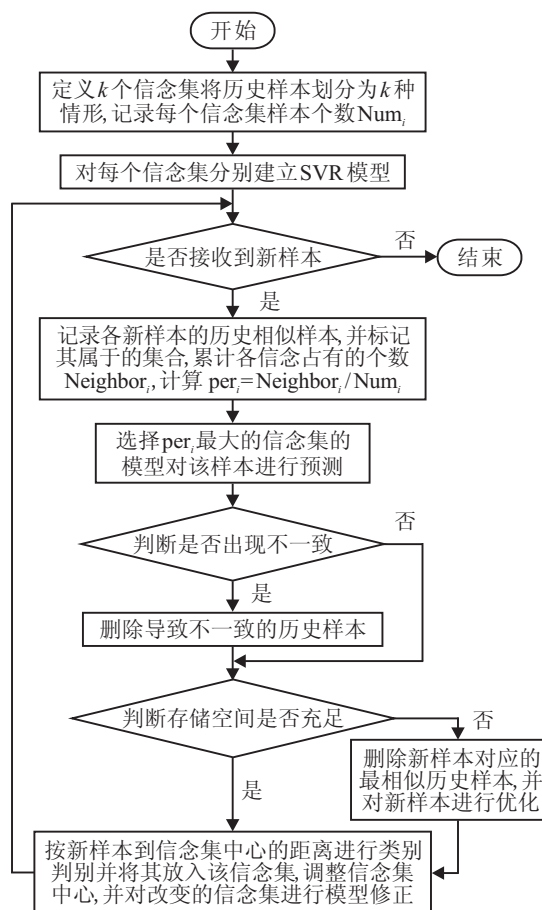 开始
定义k个信念集将历史样本划分为k种
情形,记录每个信念集样本个数Numᵢ
对每个信念集分别建立SVR模型
是否接收到新样本
否
结束
是
记录各新样本的历史相似样本,并标记
其属于的集合,累计各信念占有的个数
Neighborᵢ,计算 perᵢ=Neighborᵢ/Numᵢ
选择perᵢ最大的信念集的
模型对该样本进行预测
判断是否出现不一致
否
是
删除导致不一致的历史样本
判断存储空间是否充足
否
是
删除新样本对应的
最相似历史样本,并
对新样本进行优化
按新样本到信念集中心的距离进行类别
判别并将其放入该信念集,调整信念集
中心,并对改变的信念集进行模型修正